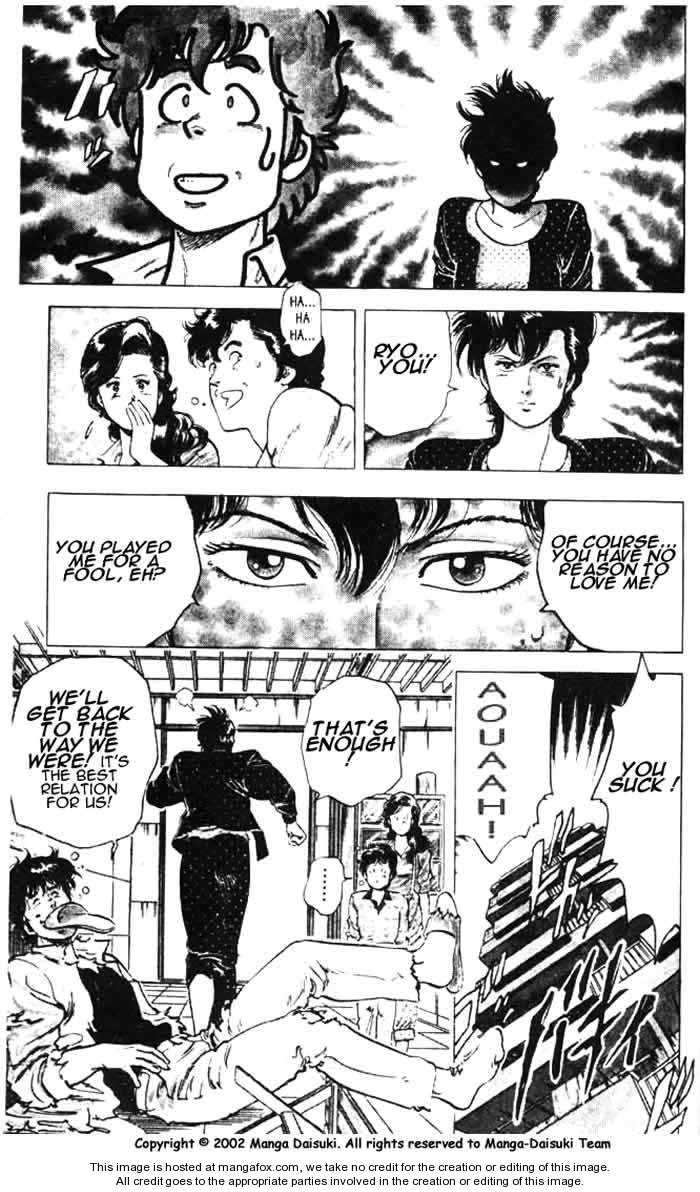 HA...
HA
HA...
RYO...
YOU!
YOU PLAYED
ME FOR A
FOOL, EH?
OF COURSE...
YOU HAVE NO
REASON TO
LOVE ME!
WE'LL
GET BACK
TO THE
WAY WE
WERE! IT'S
THE BEST
RELATION
FOR US!
THAT'S
ENOUGH
!
......
AOUAAH!
YOU
SUCK!
Copyright © 2002 Manga Daisuki. All rights reserved to Manga-Daisuki Team
This image is hosted at mangafox.com, we take no credit for the creation or editing of this image.
All credit goes to the appropriate parties involved in the creation or editing of this image.